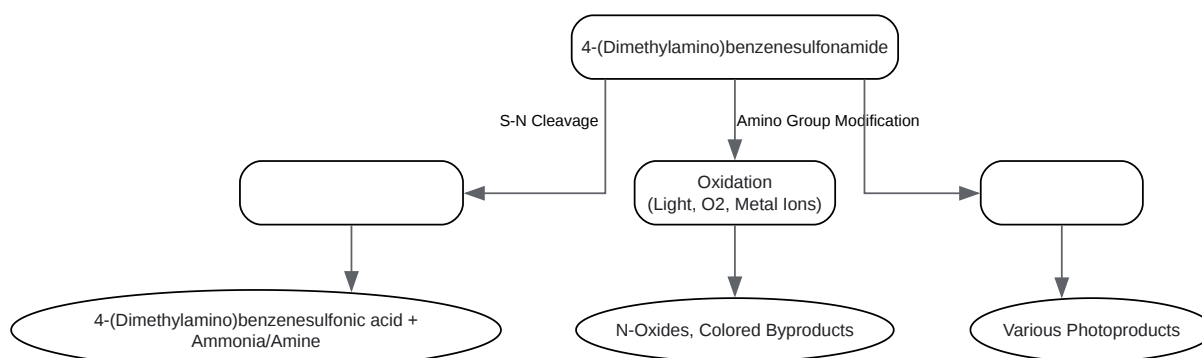 4-(Dimethylamino)benzenesulfonamide
S-N Cleavage
Amino Group Modification
Oxidation
(Light, O2, Metal Ions)
4-(Dimethylamino)benzenesulfonic acid +
Ammonia/Amine
N-Oxides, Colored Byproducts
Various Photoproducts